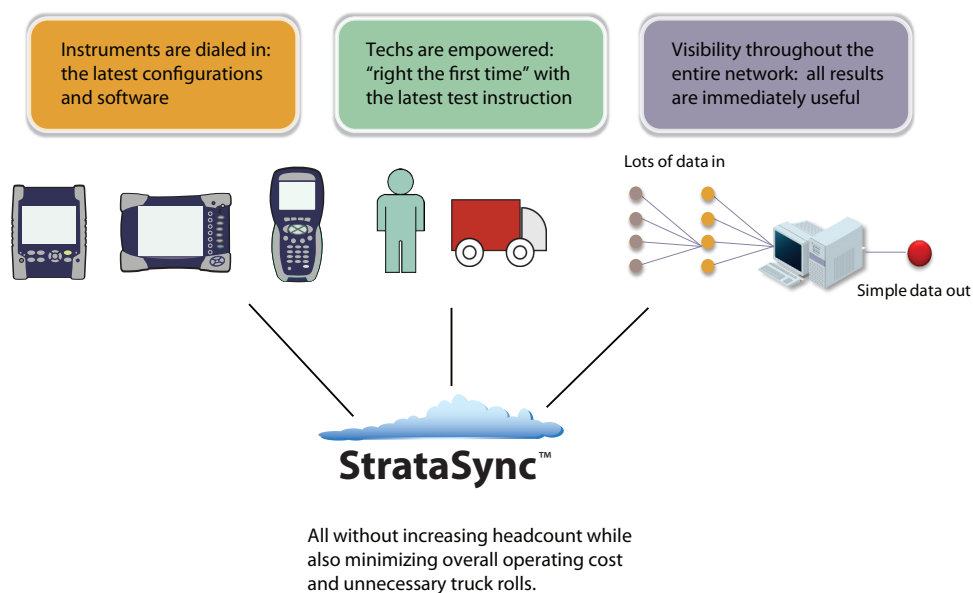 Instruments are dialed in:
the latest configurations
and software
Techs are empowered:
“right the first time” with
the latest test instruction
Visibility throughout the
entire network:  all results
are immediately useful
Lots of data in
Simple data out
StrataSync™
All without increasing headcount while
also minimizing overall operating cost
and unnecessary truck rolls.